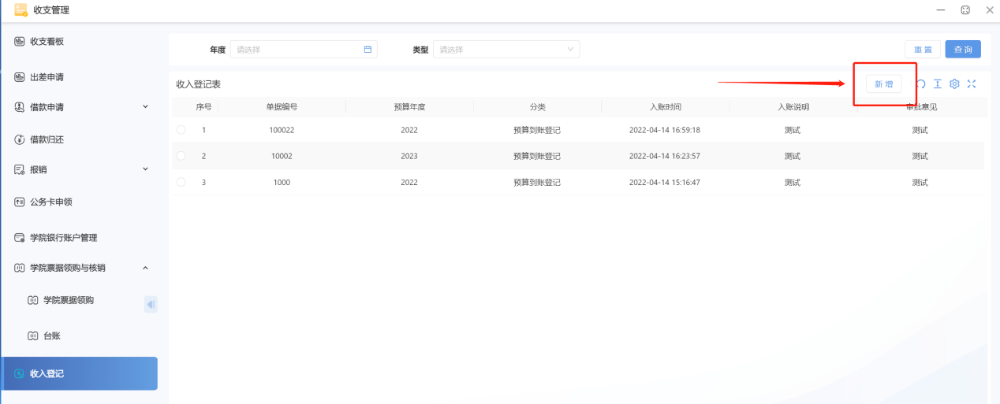 收支管理
收支看板
出差申请
借款申请
借款归还
报销
公务卡申领
学院银行账户管理
学院票据领购与核销
学院票据领购
台账
收入登记
年度 请选择 类型 请选择 重置 查询
收入登记表 新增
序号 单据编号 预算年度 分类 入账时间 入账说明 审批意见
1 100022 2022 预算到账登记 2022-04-14 16:59:18 测试 测试
2 10002 2023 预算到账登记 2022-04-14 16:23:57 测试 测试
3 1000 2022 预算到账登记 2022-04-14 15:16:47 测试 测试